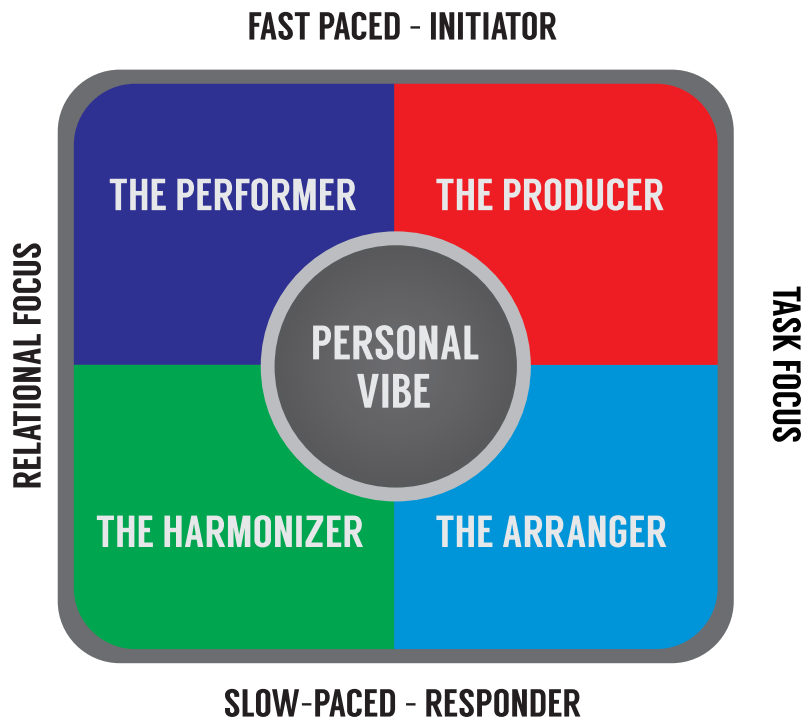 FAST PACED - INITIATOR
THE PERFORMER
THE PRODUCER
RELATIONAL FOCUS
PERSONAL
VIBE
TASK FOCUS
THE HARMONIZER
THE ARRANGER
SLOW-PACED - RESPONDER